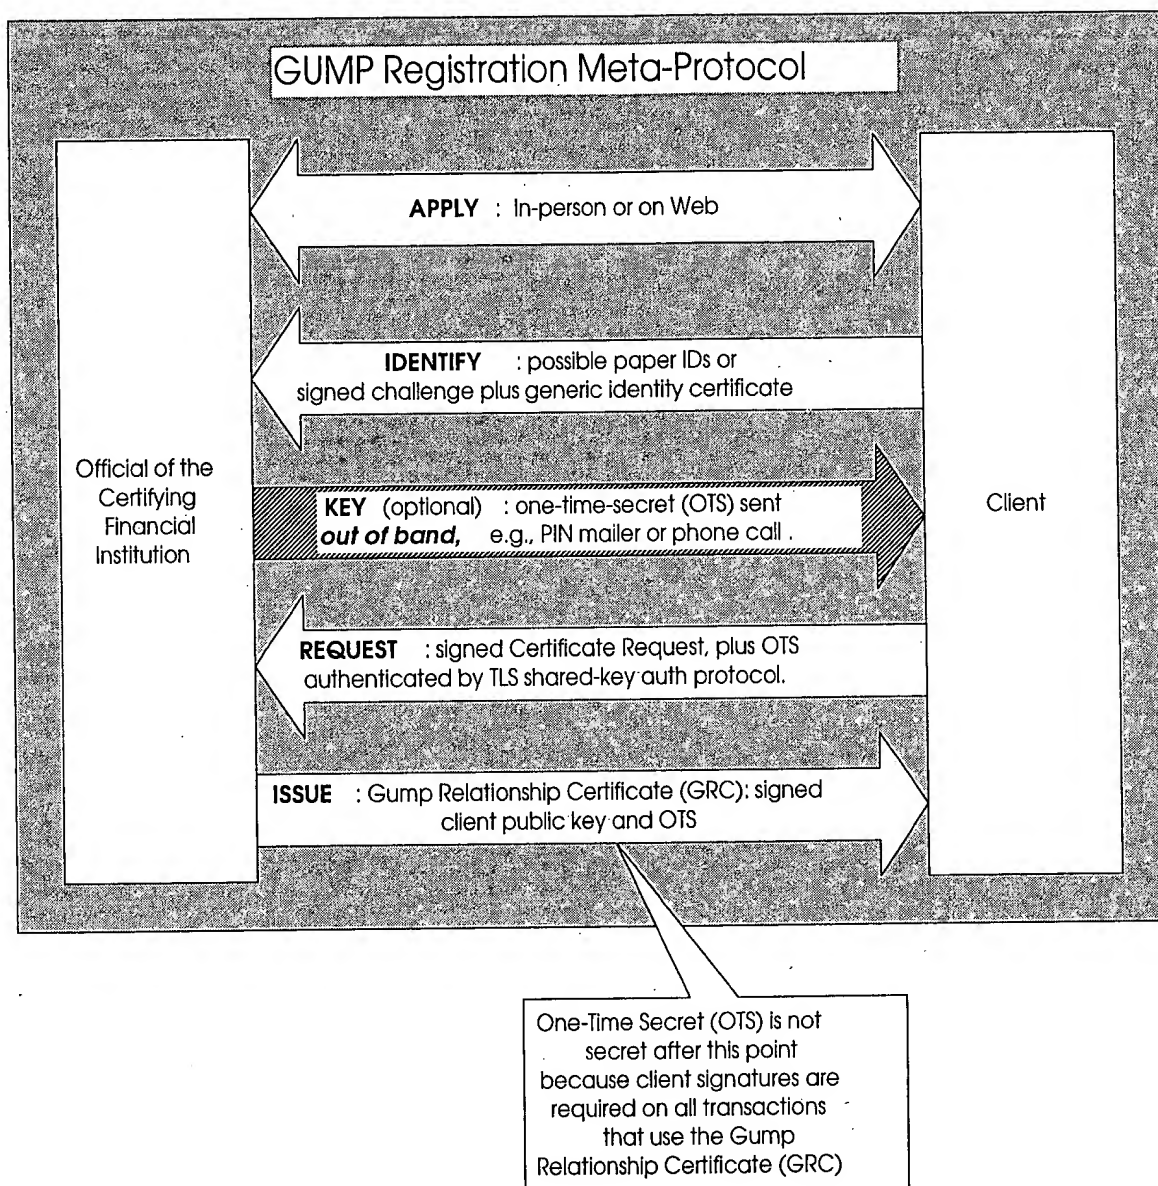 GUMP Registration Meta-Protocol
APPLY : In-person or on Web
IDENTIFY : possible paper IDs or
signed challenge plus generic identity certificate
Official of the
Certifying
Financial
Institution
KEY (optional) : one-time-secret (OTS) sent
out of band, e.g., PIN mailer or phone call .
Client
REQUEST : signed Certificate Request, plus OTS
authenticated by TLS shared-key auth protocol.
ISSUE : Gump Relationship Certificate (GRC): signed
client public key and OTS
One-Time Secret (OTS) is not
secret after this point
because client signatures are
required on all transactions
that use the Gump
Relationship Certificate (GRC)